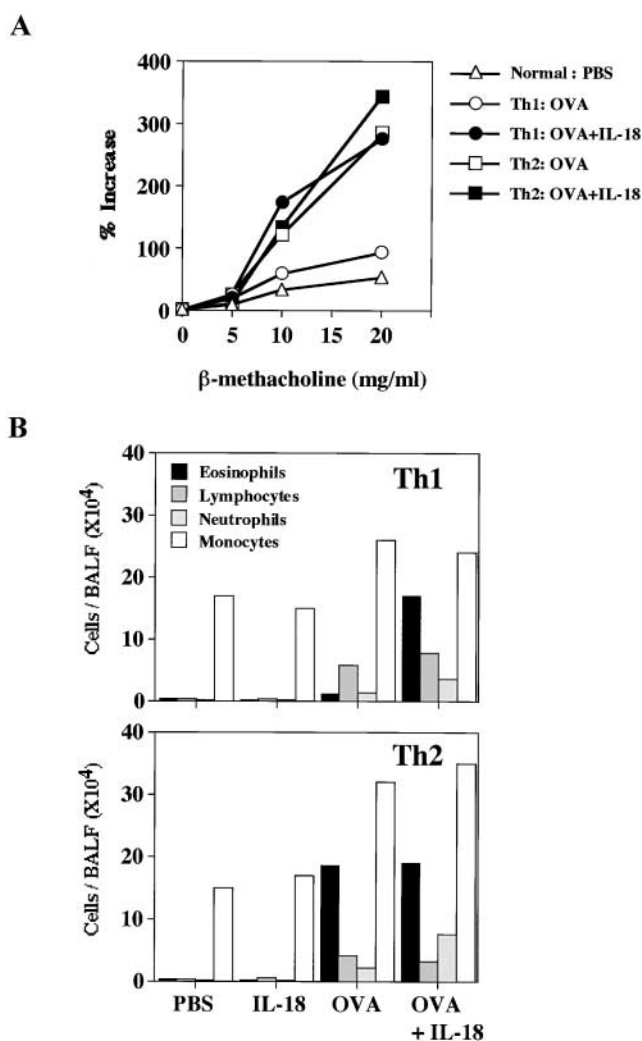 A
400
300
200
100
0
% Increase
0 5 10 15 20
β-methacholine (mg/ml)
Normal : PBS
Th1: OVA
Th1: OVA+IL-18
Th2: OVA
Th2: OVA+IL-18
B
40
30
20
10
0
Cells / BALF (X10⁴)
Eosinophils
Lymphocytes
Neutrophils
Monocytes
Th1
40
30
20
10
0
Cells / BALF (X10⁴)
Th2
PBS IL-18 OVA OVA
+ IL-18